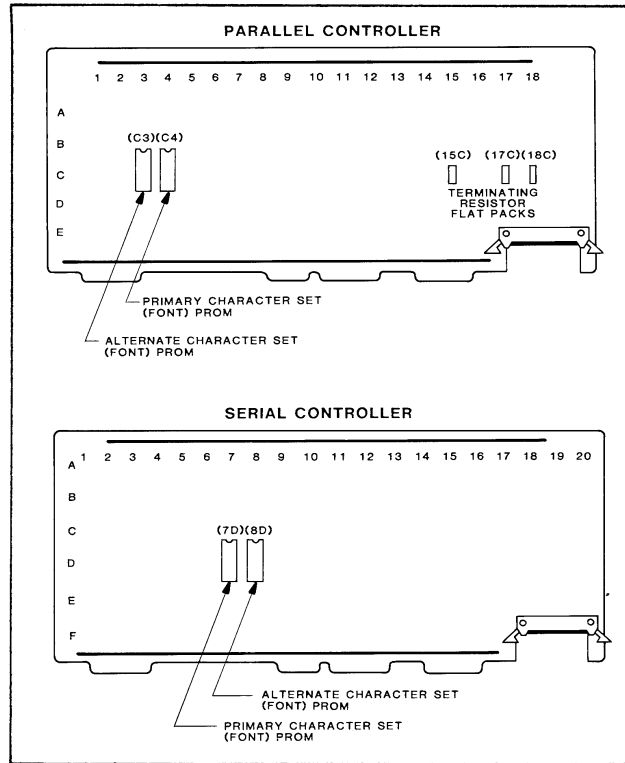 PARALLEL CONTROLLER
1 2 3 4 5 6 7 8 9 10 11 12 13 14 15 16 17 18
A
B
C
D
E
(C3)(C4)
(15C) (17C) (18C)
TERMINATING
RESISTOR
FLAT PACKS
PRIMARY CHARACTER SET
(FONT) PROM
ALTERNATE CHARACTER SET
(FONT) PROM
SERIAL CONTROLLER
1 2 3 4 5 6 7 8 9 10 11 12 13 14 15 16 17 18 19 20
A
B
C
D
E
F
(7D)(8D)
ALTERNATE CHARACTER SET
(FONT) PROM
PRIMARY CHARACTER SET
(FONT) PROM